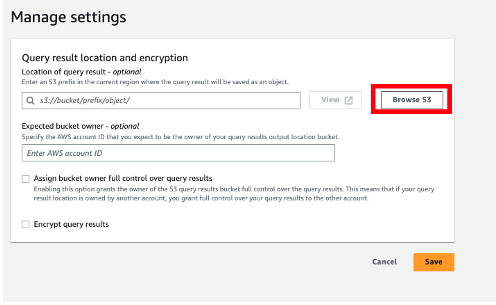 Manage settings
Query result location and encryption
Location of query result - optional
Enter an S3 prefix in the current region where the query result will be saved as an object.
s3://bucket/prefix/object/
View
Browse S3
Expected bucket owner - optional
Specify the AWS account ID that you expect to be the owner of your query results output location bucket.
Enter AWS account ID
Assign bucket owner full control over query results
Enabling this option grants the owner of the S3 query results bucket full control over the query results. This means that if your query
result location is owned by another account, you grant full control over your query results to the other account.
Encrypt query results
Cancel
Save